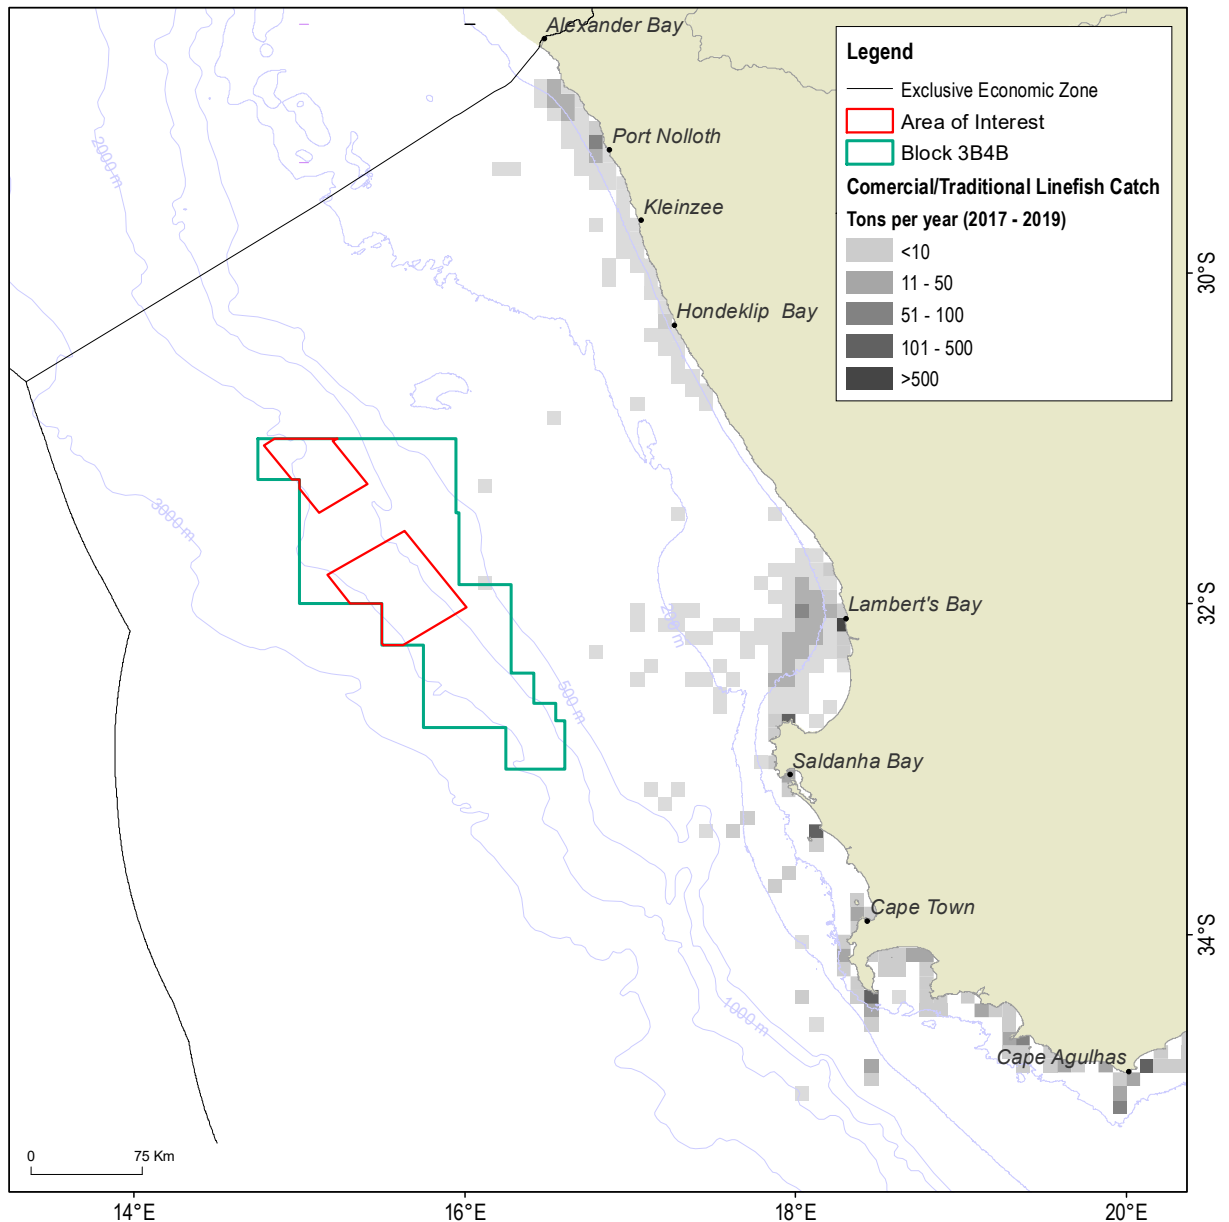 Alexander Bay
Legend
Exclusive Economic Zone
Area of Interest
Block 3B4B
Comercial/Traditional Linefish Catch
Tons per year (2017 - 2019)
<10
11 - 50
51 - 100
101 - 500
>500
Port Nolloth
2000 m
Kleinzee
30°S
Hondeklip Bay
3000 m
Lambert's Bay
32°S
200 m
500 m
Saldanha Bay
Cape Town
34°S
1000 m
Cape Agulhas
0
75 Km
14°E
16°E
18°E
20°E